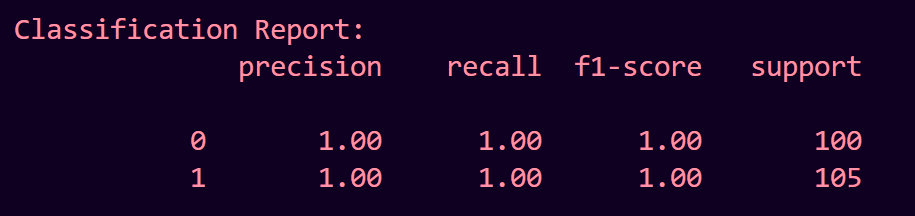 Classification Report:
precision recall f1-score support
0 1.00 1.00 1.00 100
1 1.00 1.00 1.00 105